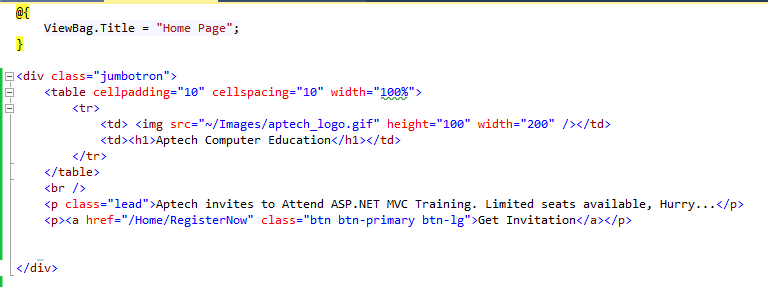 @{
ViewBag.Title = "Home Page";
}
<div class="jumbotron">
<table cellpadding="10" cellspacing="10" width="100%">
<tr>
<td> <img src="~/Images/aptech_logo.gif" height="100" width="200" /></td>
<td><h1>Aptech Computer Education</h1></td>
</tr>
</table>
<br />
<p class="lead">Aptech invites to Attend ASP.NET MVC Training. Limited seats available, Hurry...</p>
<p><a href="/Home/RegisterNow" class="btn btn-primary btn-lg">Get Invitation</a></p>
</div>